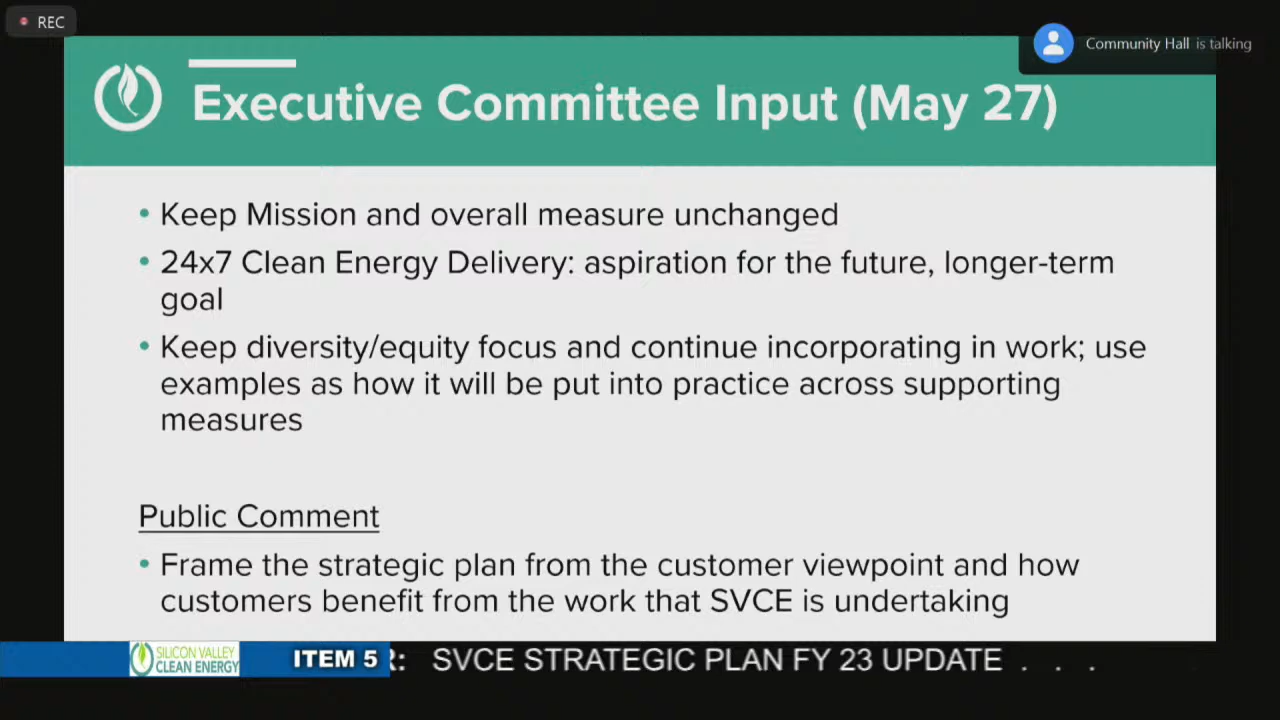 REC
Community Hall is talking
Executive Committee Input (May 27)
• Keep Mission and overall measure unchanged
• 24x7 Clean Energy Delivery: aspiration for the future, longer-term
goal
• Keep diversity/equity focus and continue incorporating in work; use
examples as how it will be put into practice across supporting
measures
Public Comment
• Frame the strategic plan from the customer viewpoint and how
customers benefit from the work that SVCE is undertaking
SILICON VALLEY
CLEAN ENERGY
ITEM 5 R: SVCE STRATEGIC PLAN FY 23 UPDATE . . .